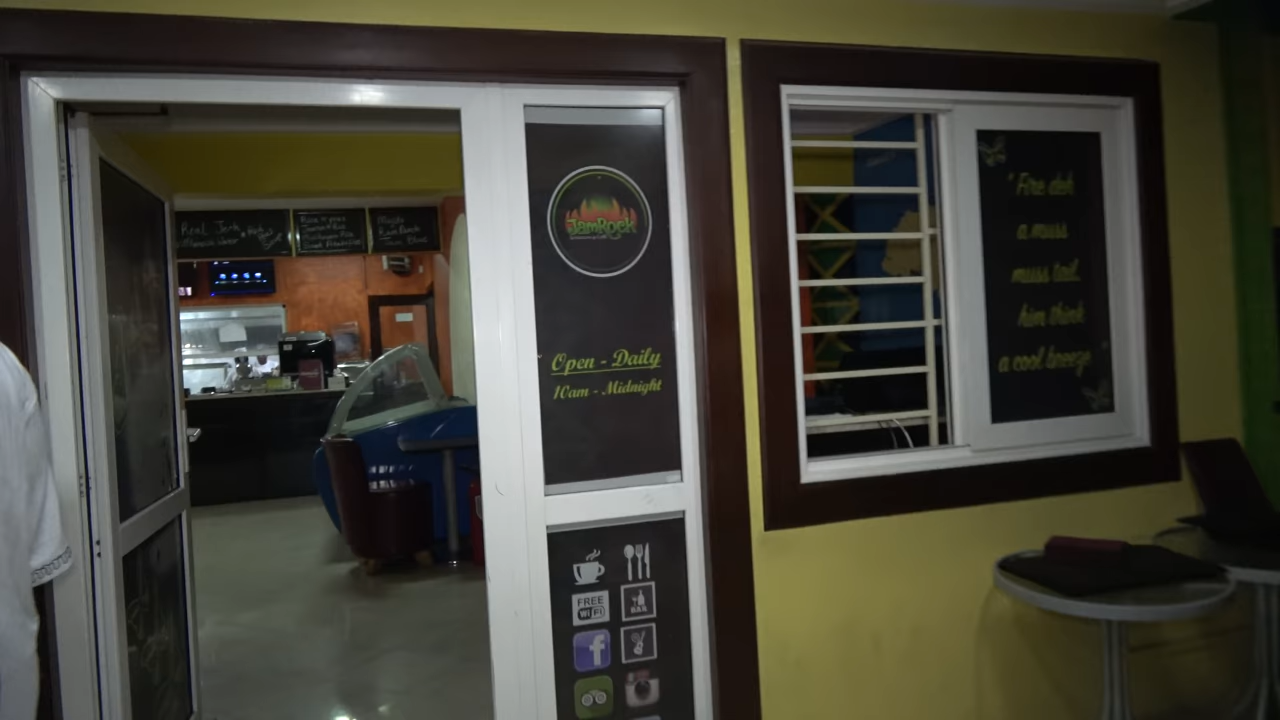 Real Jerk
JamRock
Open - Daily
10am - Midnight
FREE
WiFi
BAR
f
"Fire deh
a muss
muss tail,
him think
a cool breeze"